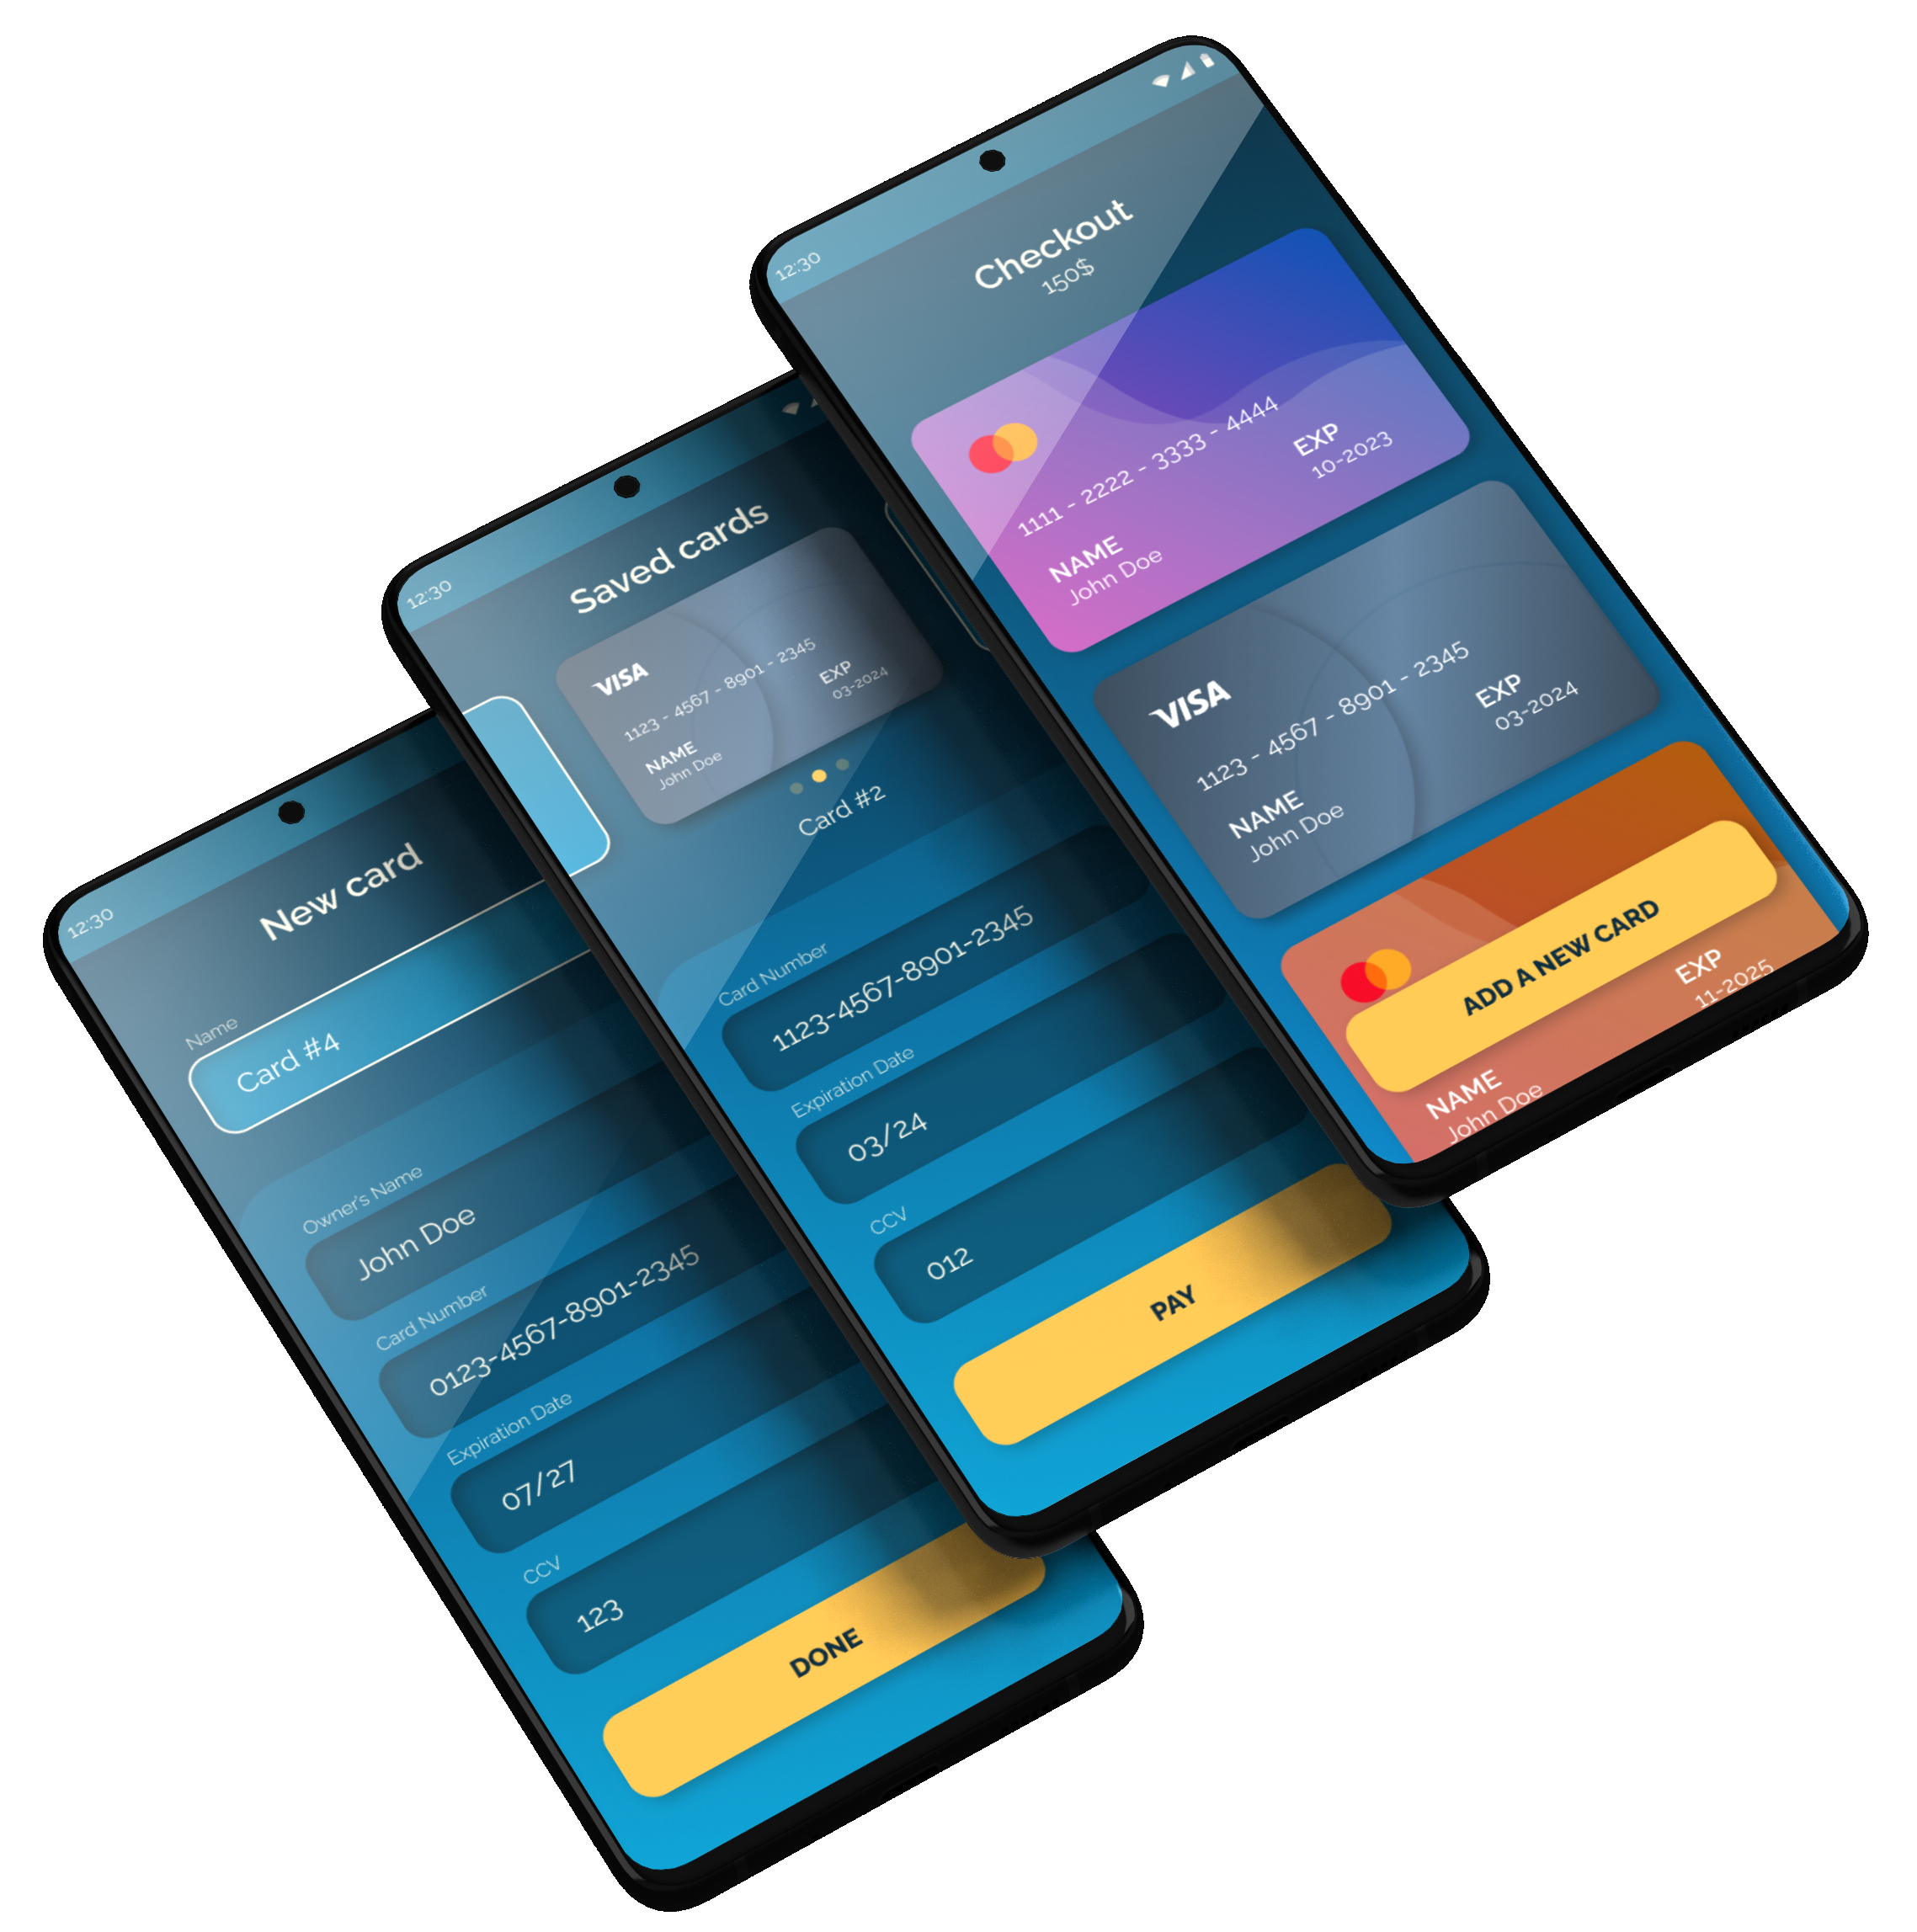 12:30
New card
Name
Card #4
Owner's Name
John Doe
Card Number
0123-4567-8901-2345
Expiration Date
07/27
CCV
123
DONE
12:30
Saved cards
VISA
1123 - 4567 - 8901 - 2345
EXP
03-2024
NAME
John Doe
Card #2
Card Number
1123-4567-8901-2345
Expiration Date
03/24
CCV
012
PAY
12:30
Checkout
150$
1111 - 2222 - 3333 - 4444
EXP
10-2023
NAME
John Doe
VISA
1123 - 4567 - 8901 - 2345
EXP
03-2024
NAME
John Doe
ADD A NEW CARD
EXP
11-2025
NAME
John Doe